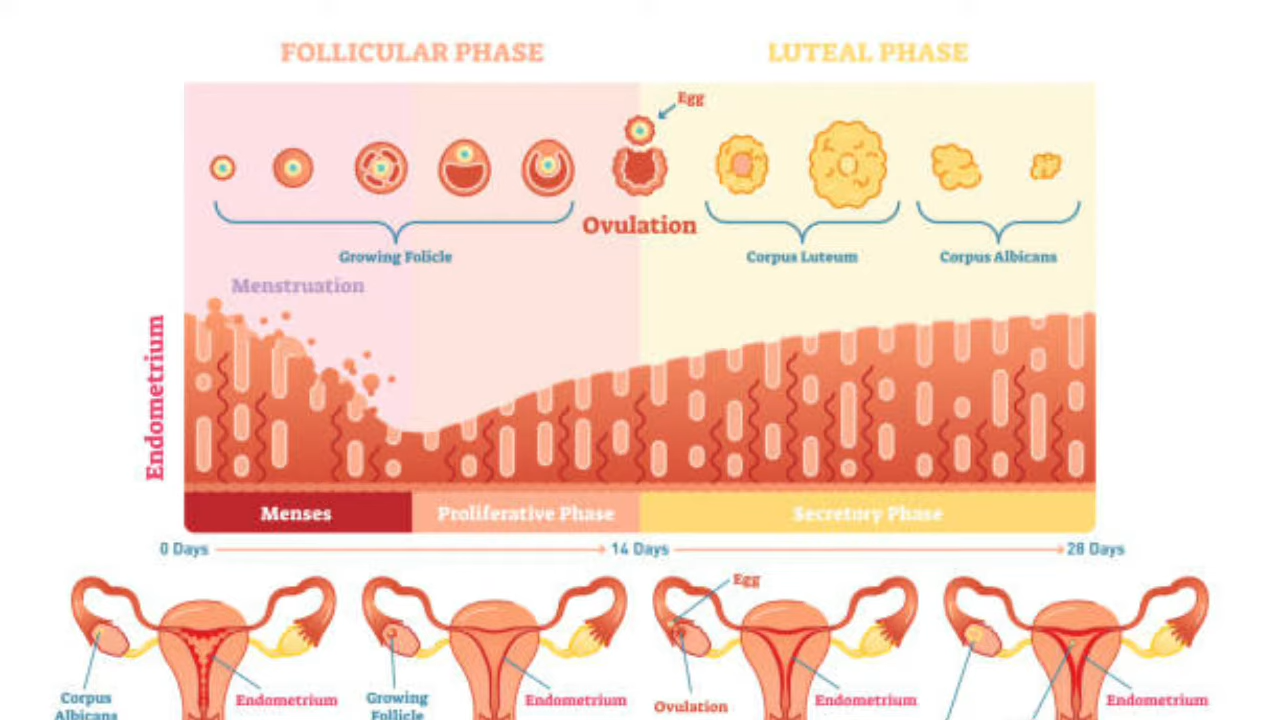 FOLLICULAR PHASE
LUTEAL PHASE
Egg
Ovulation
Growing Folicle
Corpus Luteum
Corpus Albicans
Menstruation
Endometrium
Menses
Proliferative Phase
Secretory Phase
0 Days
14 Days
28 Days
Egg
Corpus
Albicans
Endometrium
Growing
Follicle
Endometrium
Ovulation
Endometrium
Endometrium